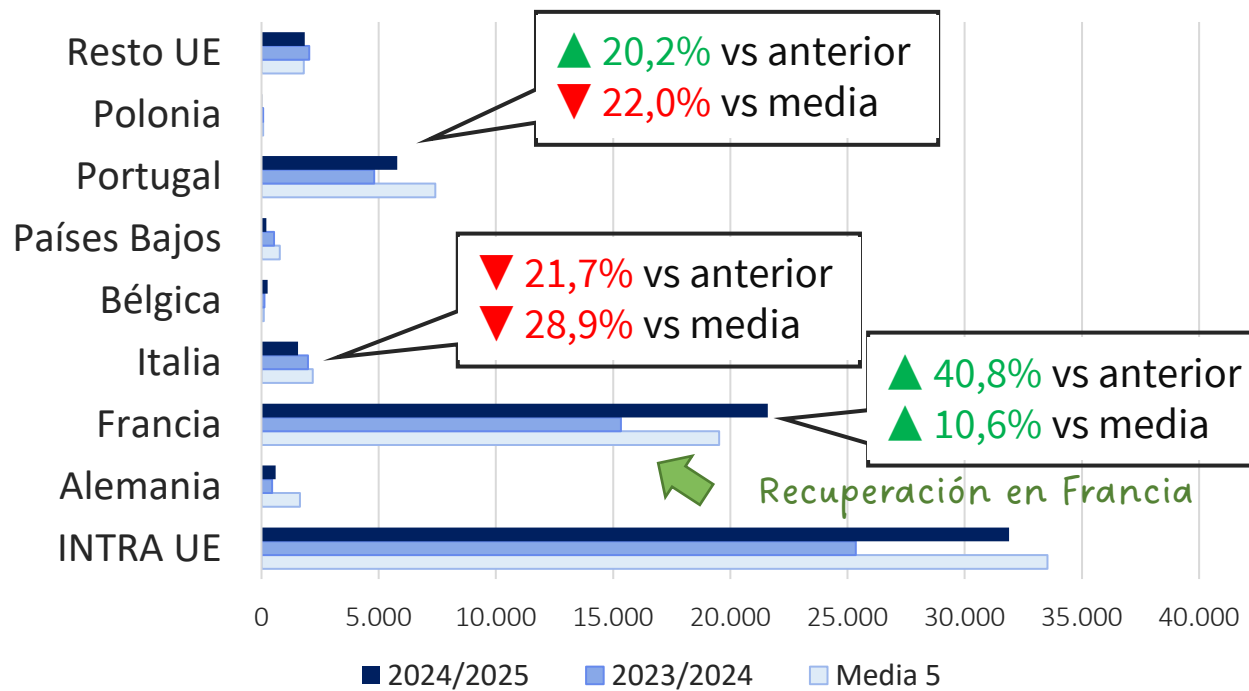 Resto UE
Polonia
Portugal
Países Bajos
Bélgica
Italia
Francia
Alemania
INTRA UE
▲ 20,2% vs anterior
▼ 22,0% vs media
▼ 21,7% vs anterior
▼ 28,9% vs media
▲ 40,8% vs anterior
▲ 10,6% vs media
Recuperación en Francia
0 5.000 10.000 15.000 20.000 25.000 30.000 35.000 40.000
2024/2025 2023/2024 Media 5